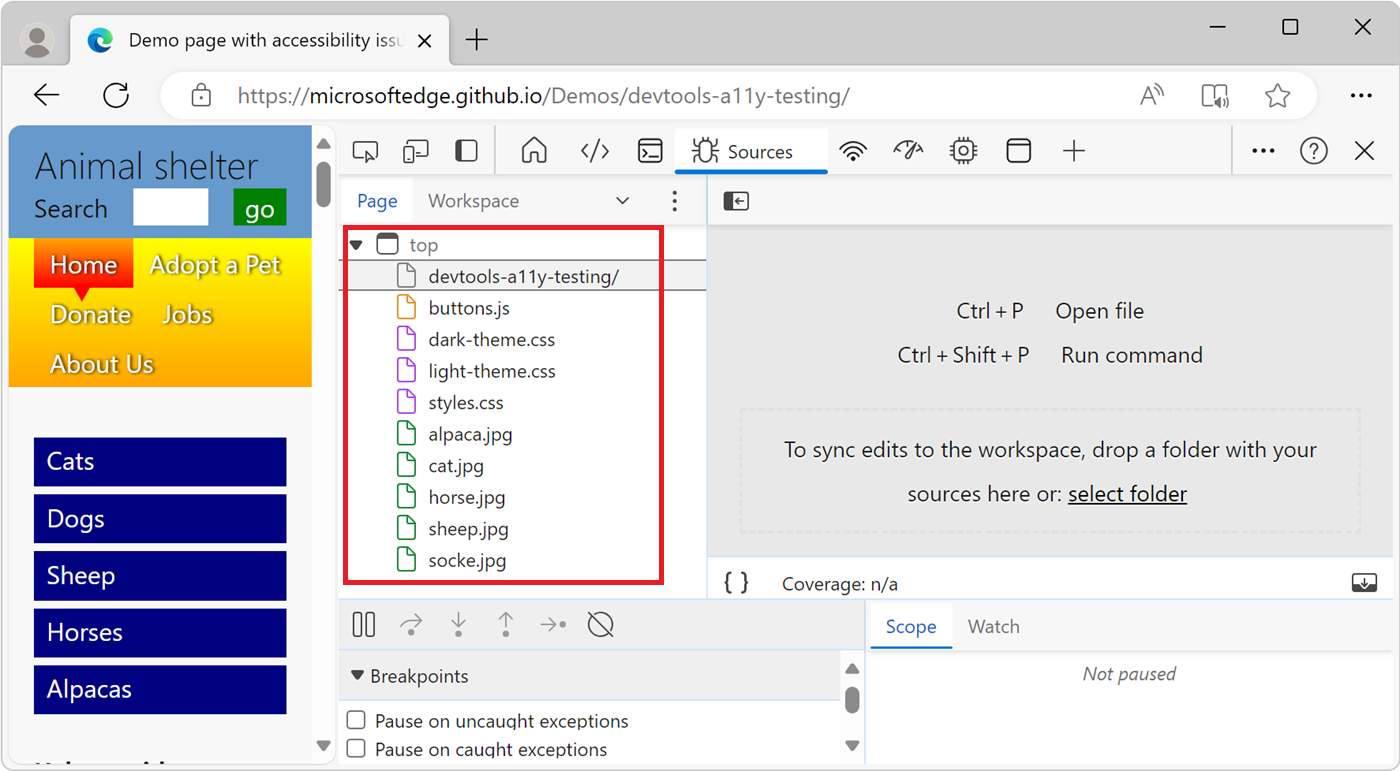 Demo page with accessibility issu
https://microsoftedge.github.io/Demos/devtools-a11y-testing/
Animal shelter
Search go
Home Adopt a Pet
Donate Jobs
About Us
Cats
Dogs
Sheep
Horses
Alpacas
Sources
Page Workspace
top
devtools-a11y-testing/
buttons.js
dark-theme.css
light-theme.css
styles.css
alpaca.jpg
cat.jpg
horse.jpg
sheep.jpg
socke.jpg
Ctrl + P Open file
Ctrl + Shift + P Run command
To sync edits to the workspace, drop a folder with your
sources here or: select folder
{ } Coverage: n/a
Breakpoints
Pause on uncaught exceptions
Pause on caught exceptions
Scope Watch
Not paused